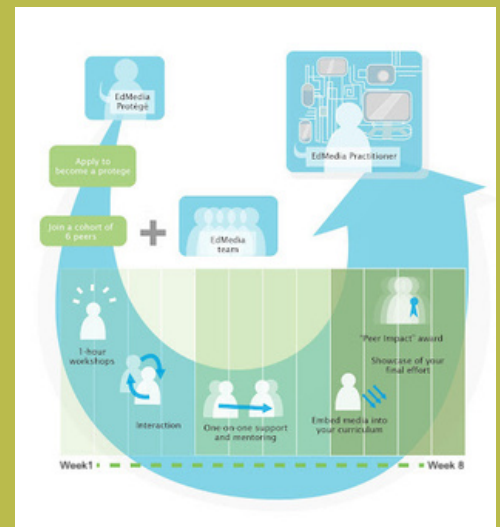 EdMedia
Protégé
Apply to
become a protege
Join a cohort of
6 peers
+
EdMedia
team
EdMedia Practitioner
1-hour
workshops
Interaction
One on one support
and mentoring
Embed media into
your curriculum
"Peer Impact" award
Showcase of your
final effort
Week1
Week 8